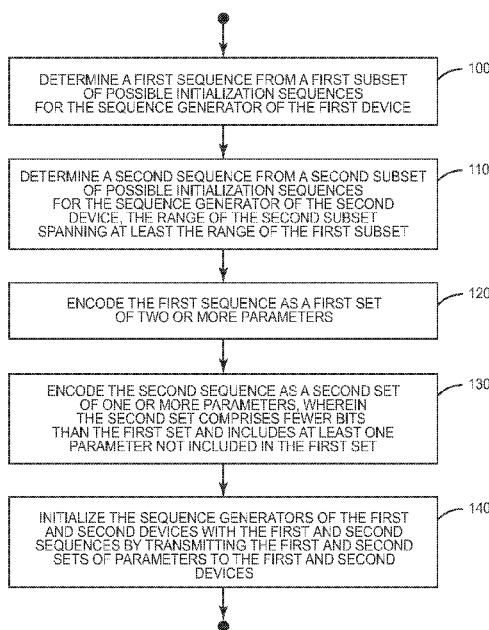 DETERMINE A FIRST SEQUENCE FROM A FIRST SUBSET
OF POSSIBLE INITIALIZATION SEQUENCES
FOR THE SEQUENCE GENERATOR OF THE FIRST DEVICE
100
DETERMINE A SECOND SEQUENCE FROM A SECOND SUBSET
OF POSSIBLE INITIALIZATION SEQUENCES
FOR THE SEQUENCE GENERATOR OF THE SECOND
DEVICE, THE RANGE OF THE SECOND SUBSET
SPANNING AT LEAST THE RANGE OF THE FIRST SUBSET
110
ENCODE THE FIRST SEQUENCE AS A FIRST SET
OF TWO OR MORE PARAMETERS
120
ENCODE THE SECOND SEQUENCE AS A SECOND SET
OF ONE OR MORE PARAMETERS, WHEREIN
THE SECOND SET COMPRISES FEWER BITS
THAN THE FIRST SET AND INCLUDES AT LEAST ONE
PARAMETER NOT INCLUDED IN THE FIRST SET
130
INITIALIZE THE SEQUENCE GENERATORS OF THE FIRST
AND SECOND DEVICES WITH THE FIRST AND SECOND
SEQUENCES BY TRANSMITTING THE FIRST AND SECOND
SETS OF PARAMETERS TO THE FIRST AND SECOND
DEVICES
140